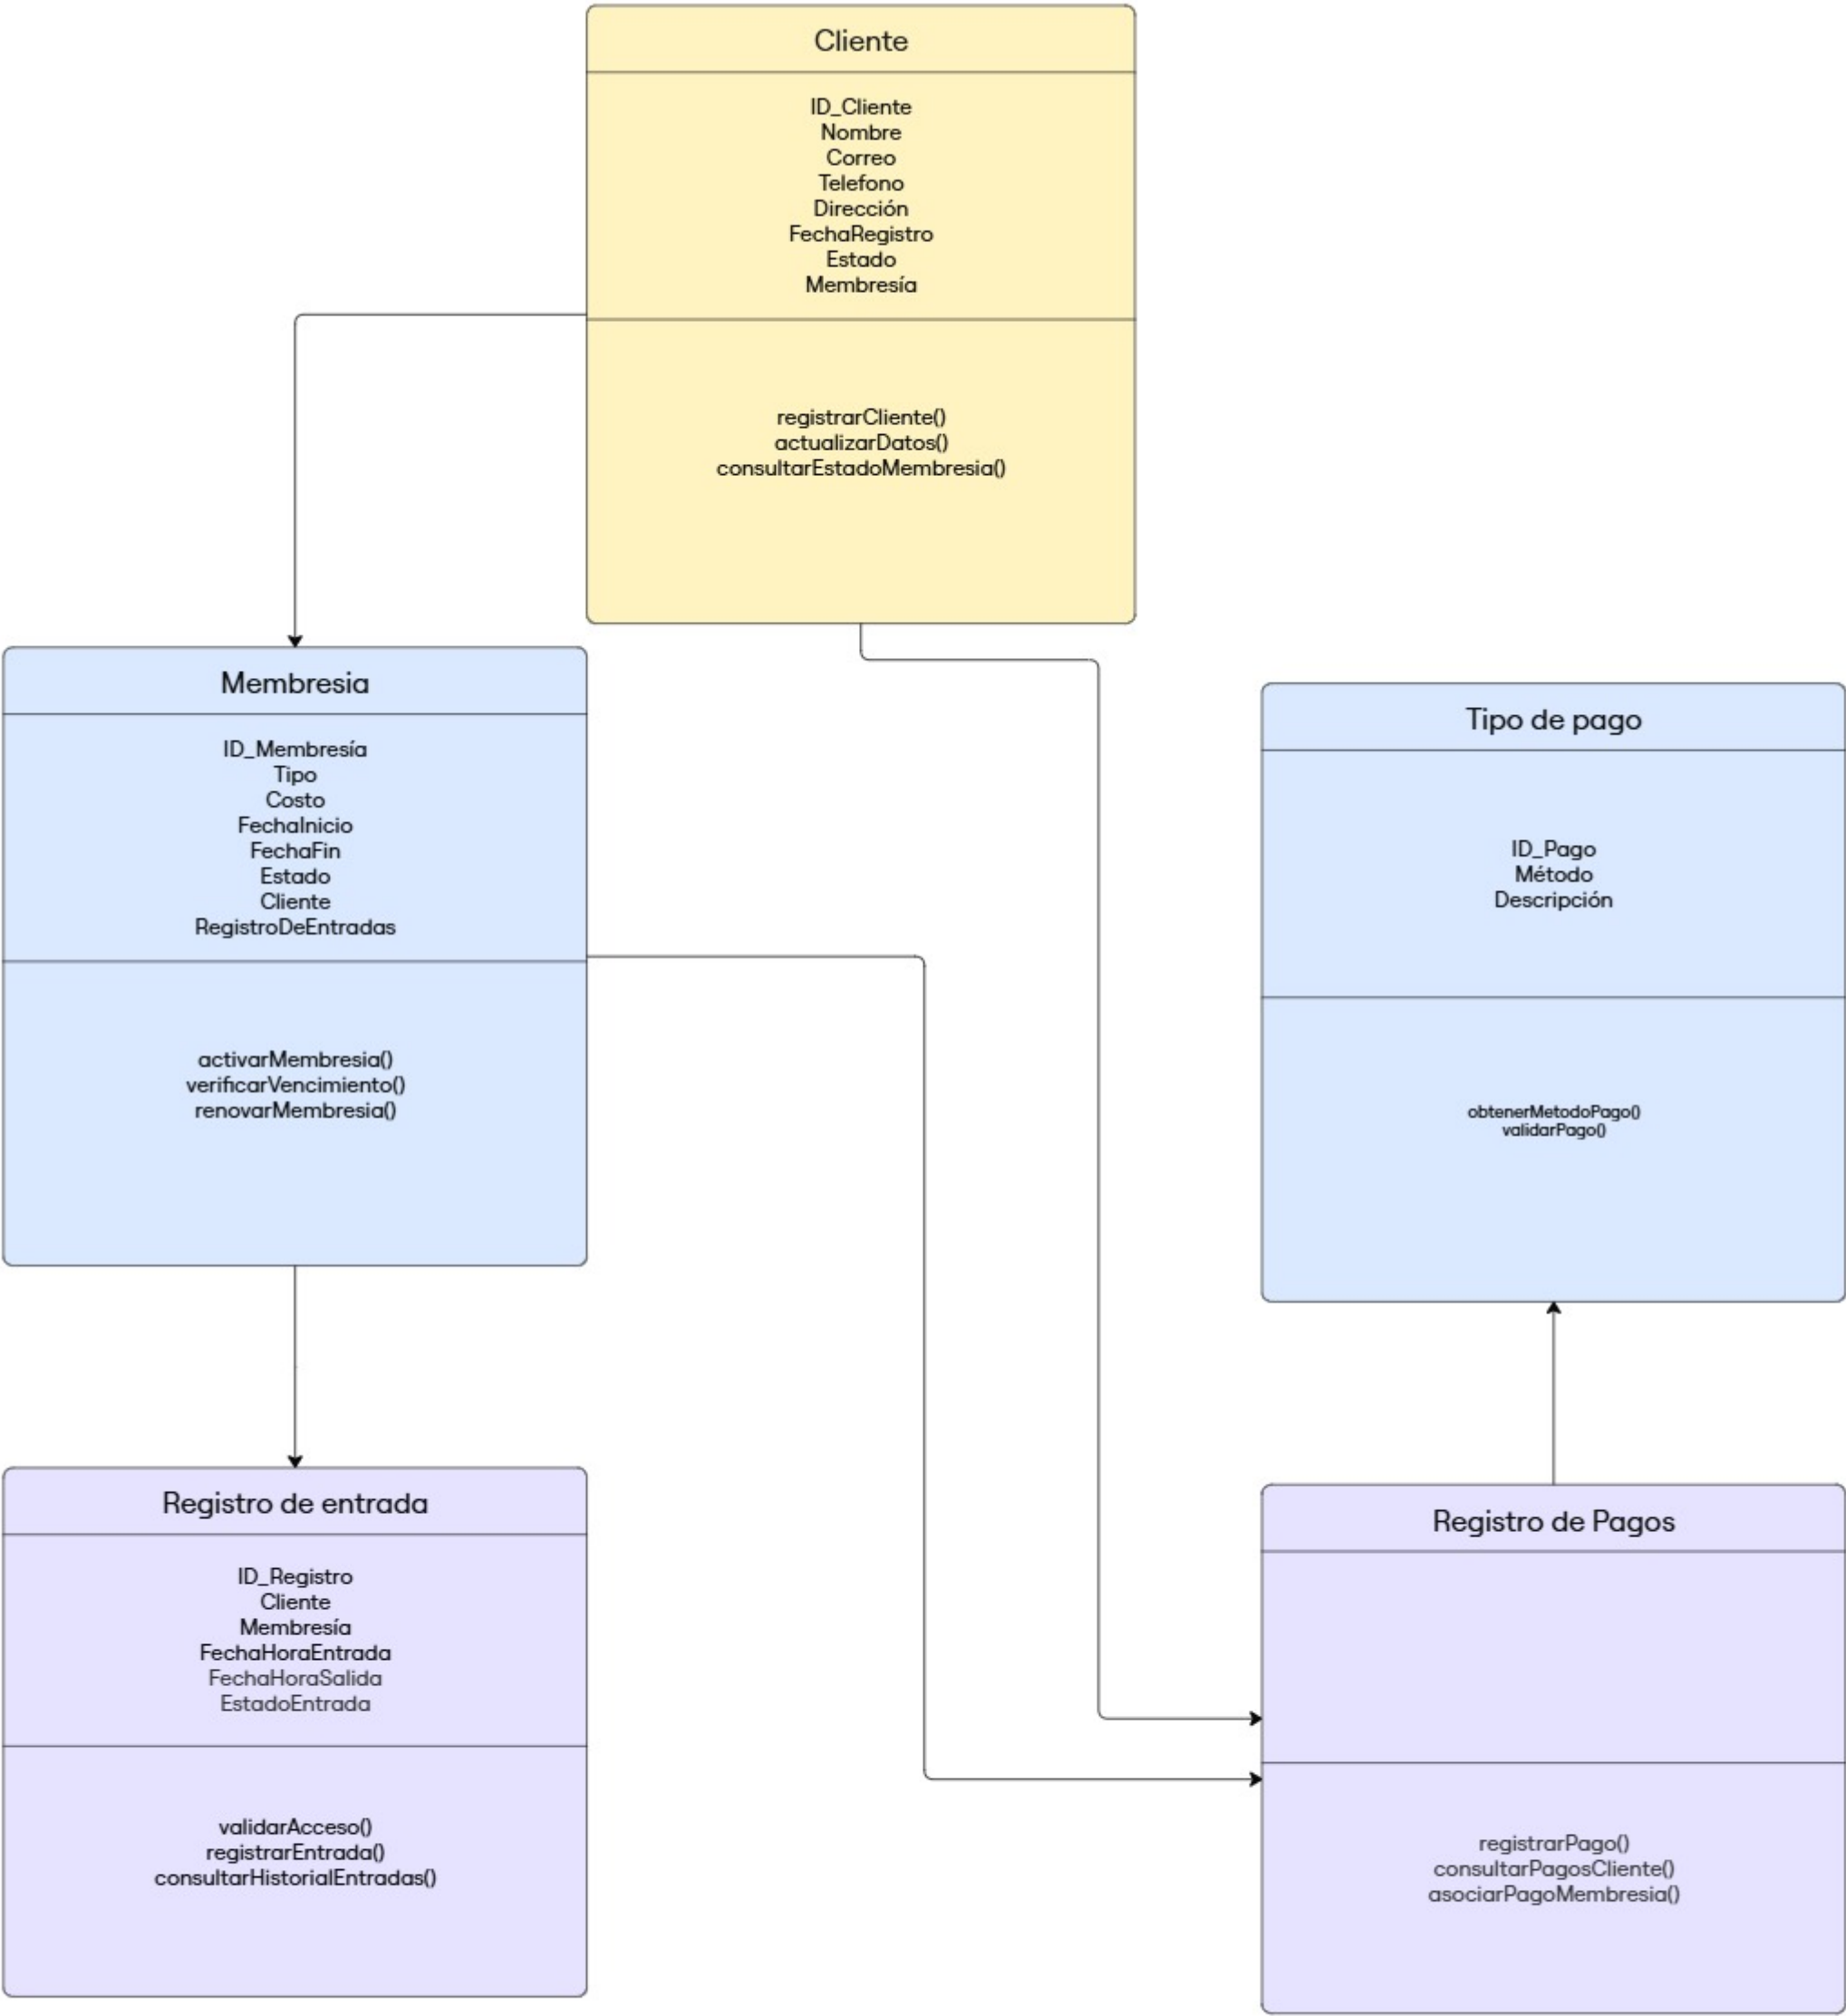 Cliente
ID_Cliente
Nombre
Correo
Telefono
Dirección
FechaRegistro
Estado
Membresía
registrarCliente()
actualizarDatos()
consultarEstadoMembresia()
Membresia
ID_Membresía
Tipo
Costo
FechaInicio
FechaFin
Estado
Cliente
RegistroDeEntradas
activarMembresia()
verificarVencimiento()
renovarMembresia()
Tipo de pago
ID_Pago
Método
Descripción
obtenerMetodoPago()
validarPago()
Registro de entrada
ID_Registro
Cliente
Membresía
FechaHoraEntrada
FechaHoraSalida
EstadoEntrada
validarAcceso()
registrarEntrada()
consultarHistorialEntradas()
Registro de Pagos
registrarPago()
consultarPagosCliente()
asociarPagoMembresia()